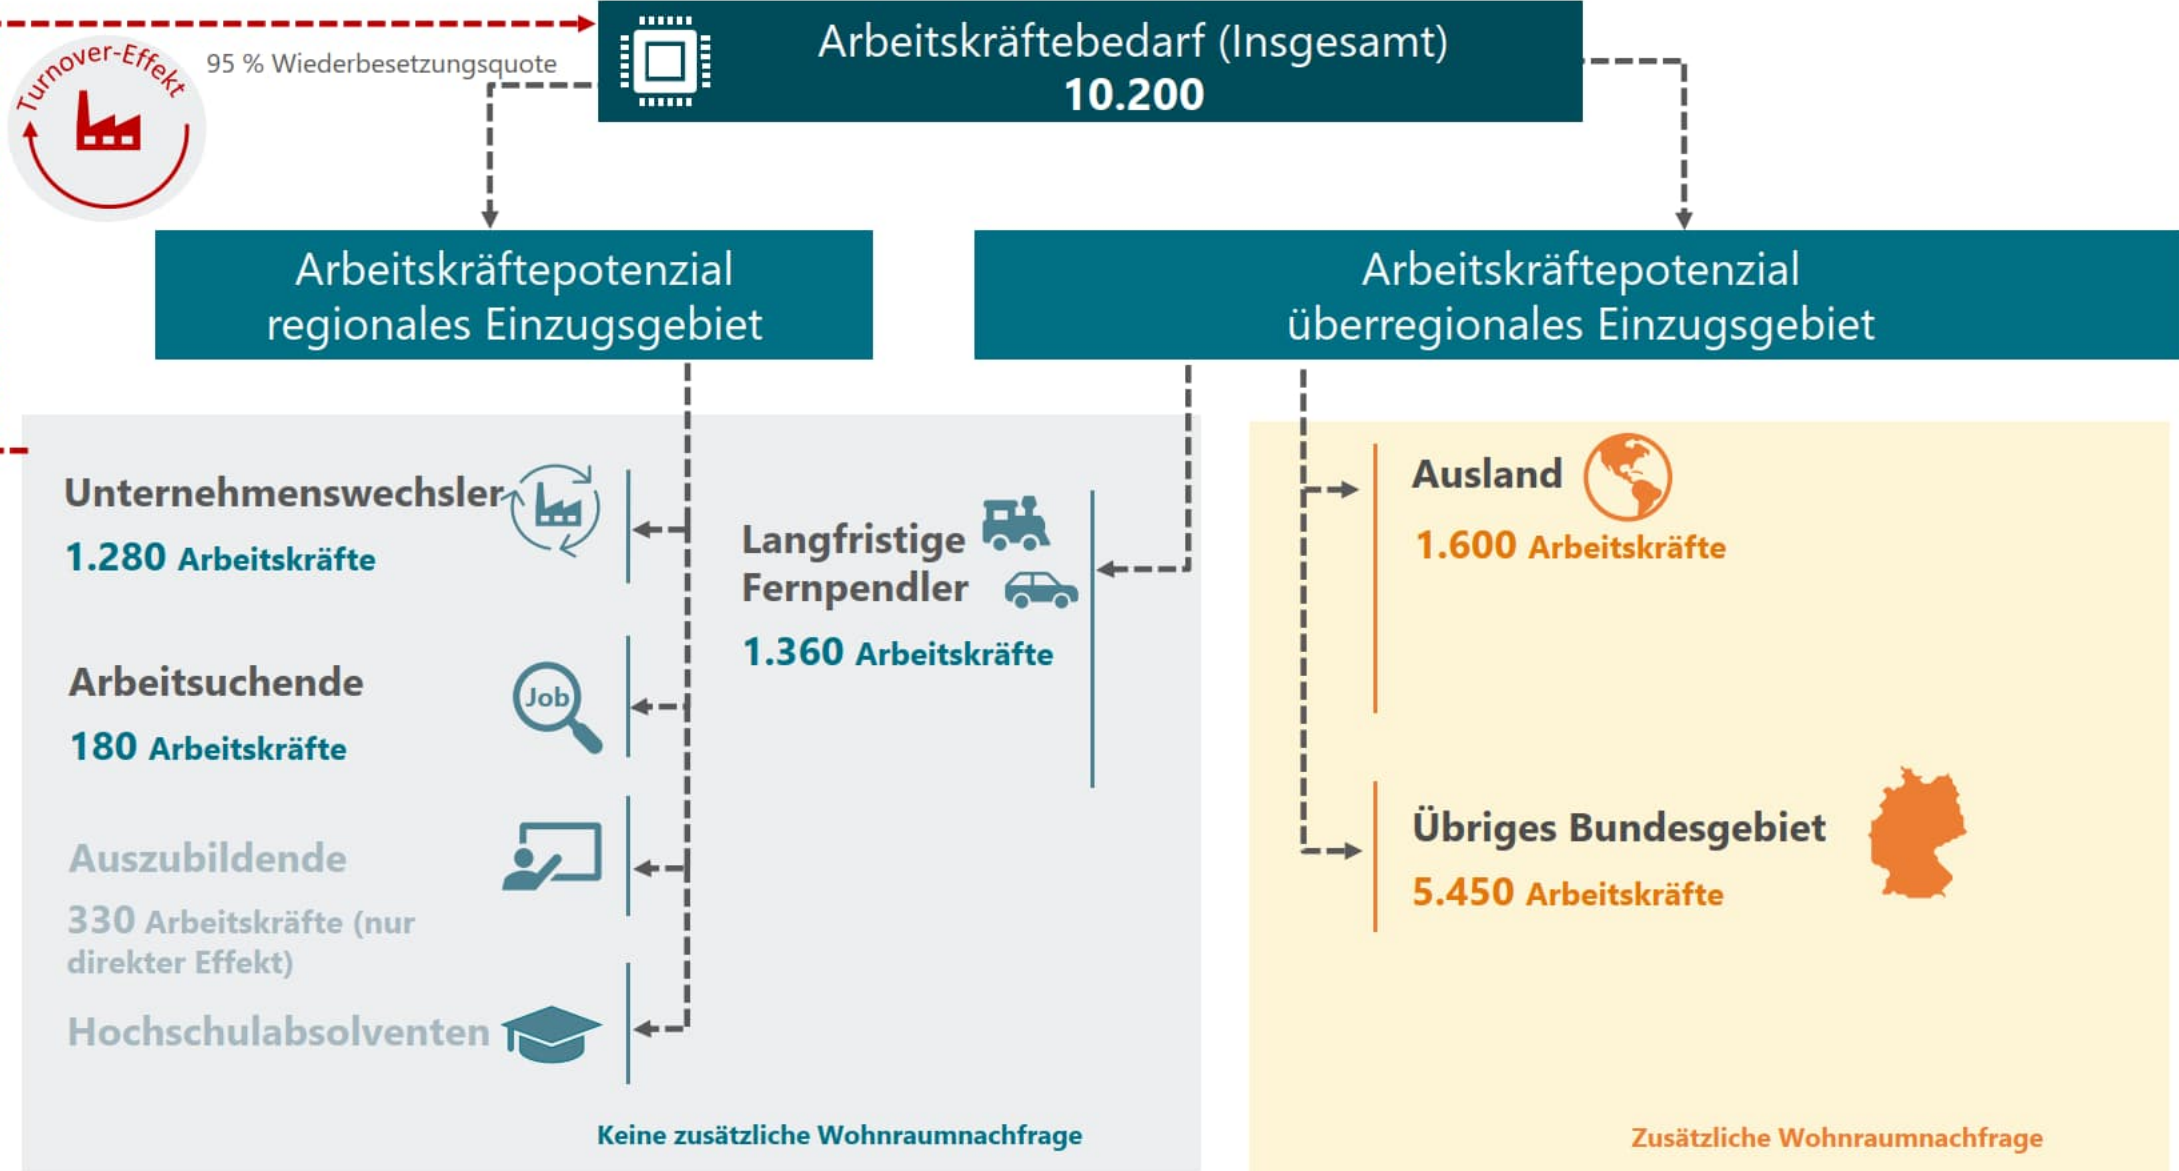 Turnover-Effekt
95 % Wiederbesetzungsquote
Arbeitskräftebedarf (Insgesamt)
10.200
Arbeitskräftepotenzial
regionales Einzugsgebiet
Arbeitskräftepotenzial
überregionales Einzugsgebiet
Unternehmenswechsler
1.280 Arbeitskräfte
Arbeitsuchende
Job
180 Arbeitskräfte
Auszubildende
330 Arbeitskräfte (nur
direkter Effekt)
Hochschulabsolventen
Langfristige
Fernpendler
1.360 Arbeitskräfte
Keine zusätzliche Wohnraumnachfrage
Ausland
1.600 Arbeitskräfte
Übriges Bundesgebiet
5.450 Arbeitskräfte
Zusätzliche Wohnraumnachfrage